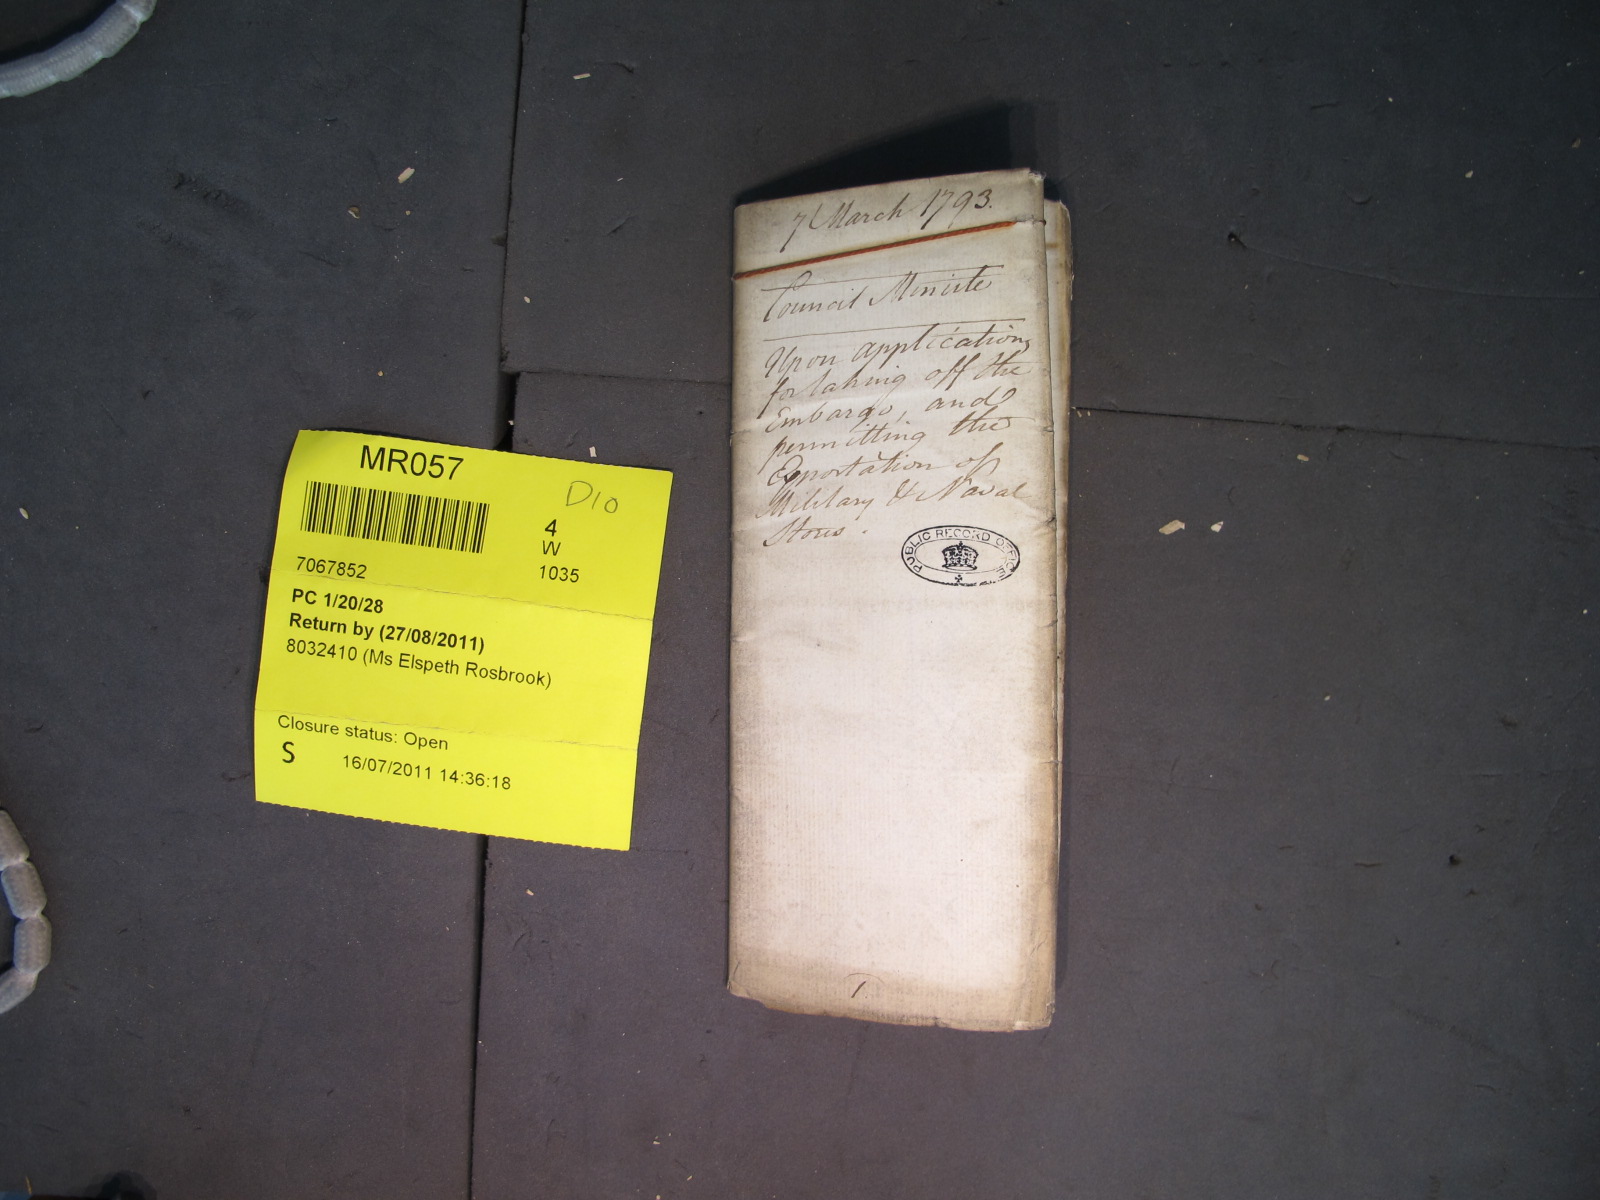 MR057
D10
4
W
7067852
1035
PC 1/20/28
Return by (27/08/2011)
8032410 (Ms Elspeth Rosbrook)
Closure status: Open
S
16/07/2011 14:36:18
7 March 1793.
Council Minute
Upon applications
for taking off the
Embargo, and
permitting the
Exportation of
Military & Naval
Stores.
PUBLIC RECORD OFFICE
1.